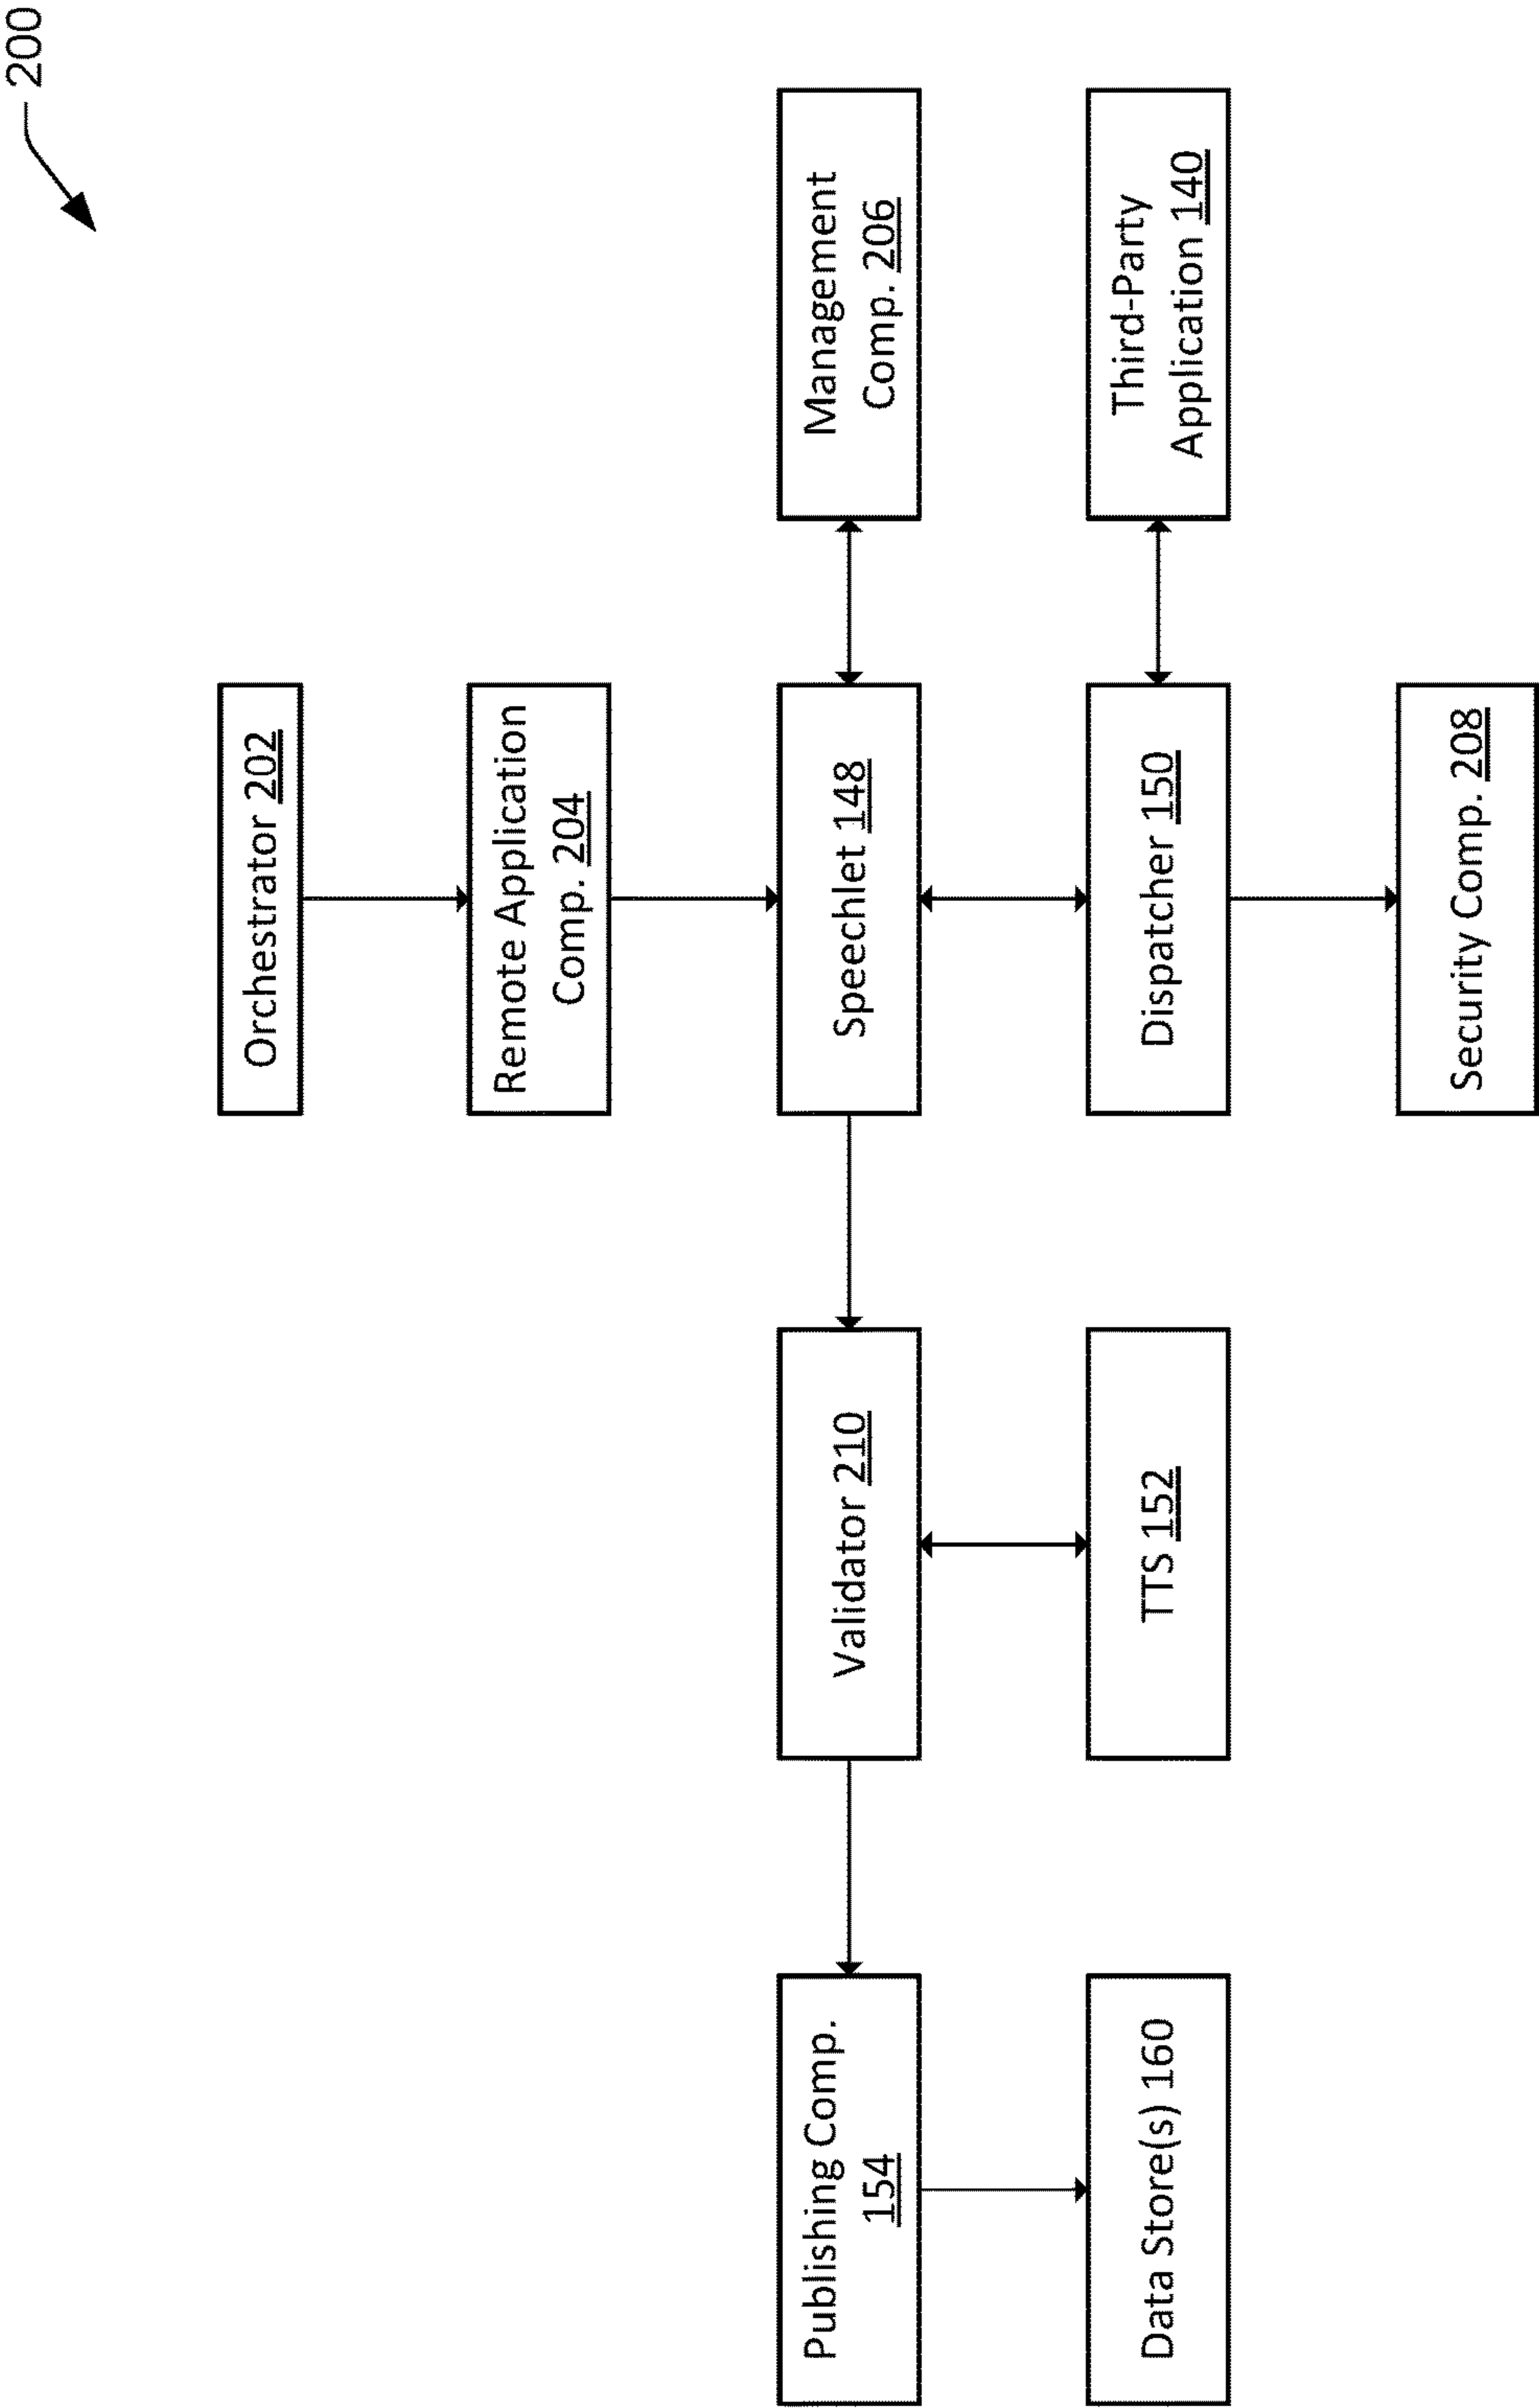 200
Orchestrator 202
Remote Application
Comp. 204
Management
Comp. 206
Speechlet 148
Validator 210
Publishing Comp.
154
Third-Party
Application 140
Dispatcher 150
TTS 152
Data Store(s) 160
Security Comp. 208